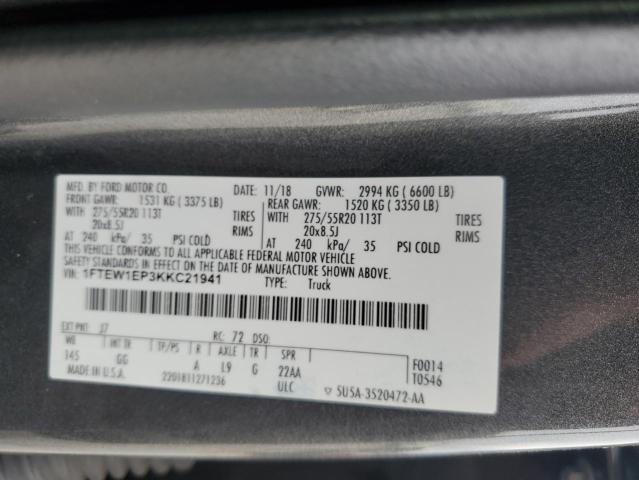 MFD. BY FORD MOTOR CO. DATE: 11/18 GVWR: 2994 KG ( 6600 LB)
FRONT GAWR: 1531 KG ( 3375 LB) REAR GAWR: 1520 KG ( 3350 LB)
WITH 275/55R20 113T TIRES WITH 275/55R20 113T TIRES
20x8.5J RIMS 20x8.5J RIMS
AT 240 kPa/ 35 PSI COLD AT 240 kPa/ 35 PSI COLD
THIS VEHICLE CONFORMS TO ALL APPLICABLE FEDERAL MOTOR VEHICLE
SAFETY STANDARDS IN EFFECT ON THE DATE OF MANUFACTURE SHOWN ABOVE.
VIN: 1FTEW1EP3KKC21941 TYPE: Truck
EXT PNT: J7 RC: 72 DSO:
WB INT TR TP/PS R AXLE TR SPR F0014
145 GG A L9 G 22AA T0546
MADE IN U.S.A. 2201811271236 ULC ▽ 5U5A-3520472-AA